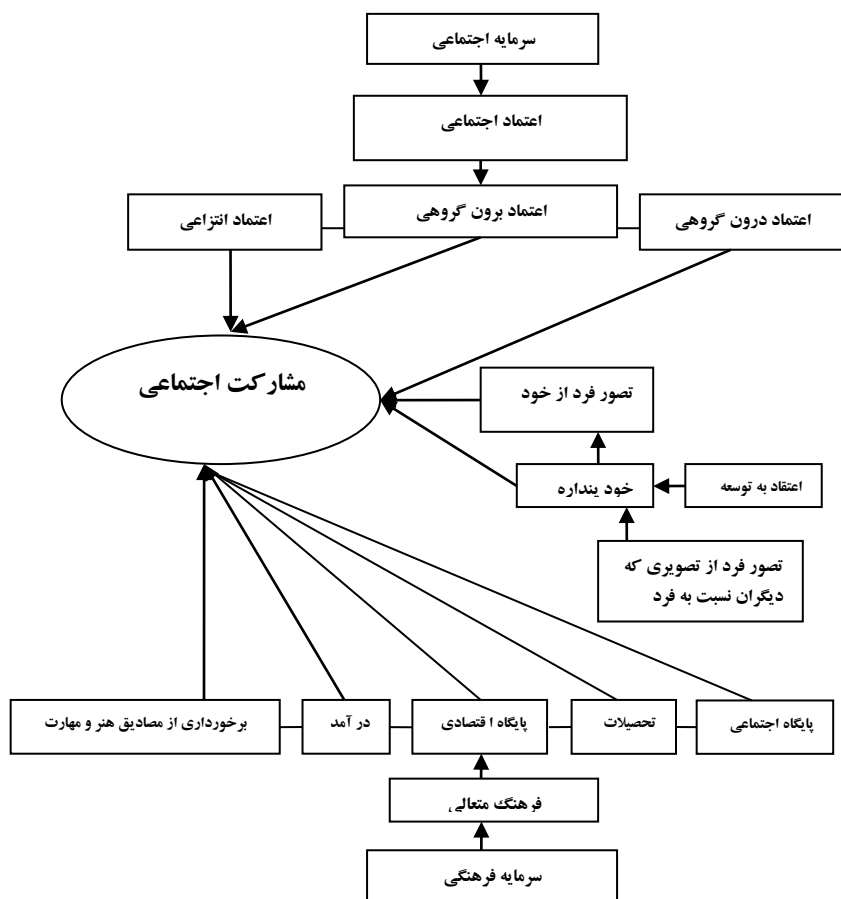 سرمایه اجتماعی
اعتماد اجتماعی
اعتماد درون گروهی
اعتماد برون گروهی
اعتماد انتزاعی
مشارکت اجتماعی
تصور فرد از خود
خود پنداره
اعتقاد به توسعه
تصور فرد از تصویری که
دیگران نسبت به فرد
پایگاه اجتماعی
تحصیلات
پایگاه اقتصادی
در آمد
برخورداری از مصادیق هنر و مهارت
فرهنگ متعالی
سرمایه فرهنگی